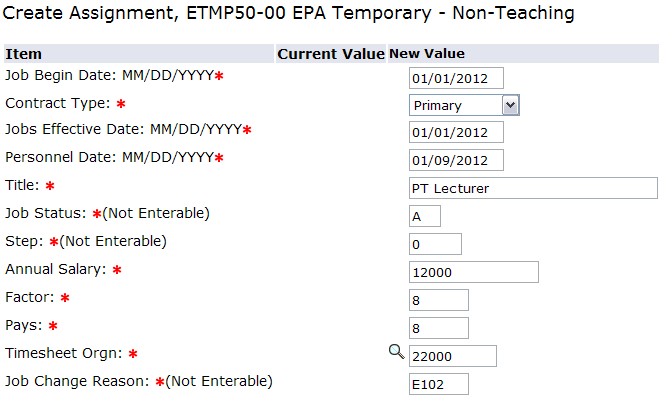 Create Assignment, ETMP50-00 EPA Temporary - Non-Teaching
Item Current Value New Value
Job Begin Date: MM/DD/YYYY* 01/01/2012
Contract Type: * Primary
Jobs Effective Date: MM/DD/YYYY* 01/01/2012
Personnel Date: MM/DD/YYYY* 01/09/2012
Title: * PT Lecturer
Job Status: *(Not Enterable) A
Step: *(Not Enterable) 0
Annual Salary: * 12000
Factor: * 8
Pays: * 8
Timesheet Orgn: * 22000
Job Change Reason: *(Not Enterable) E102